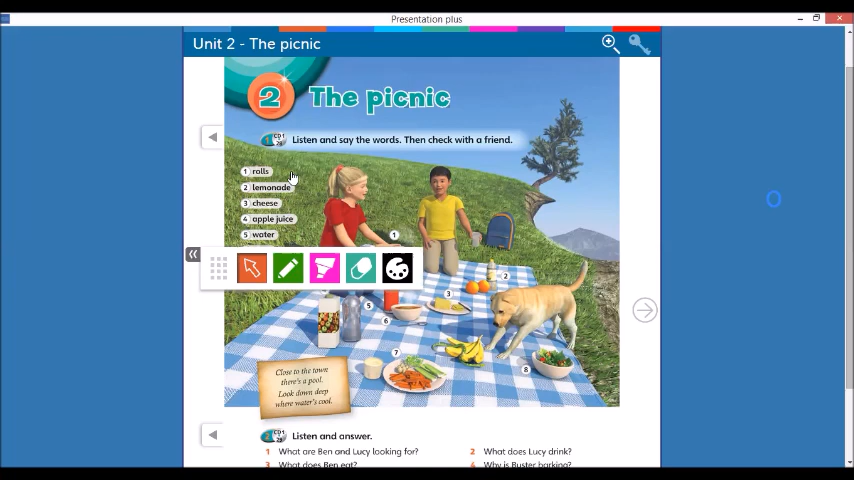 Presentation plus
Unit 2 - The picnic
2 The picnic
1 CD1 28 Listen and say the words. Then check with a friend.
1 rolls
2 lemonade
3 cheese
4 apple juice
5 water
1
2
3
5
6
7
8
Close to the town
there's a pool.
Look down deep
where water's cool.
2 CD1 29 Listen and answer.
1 What are Ben and Lucy looking for?
2 What does Lucy drink?
3 What does Ben eat?
4 Why is Buster barking?